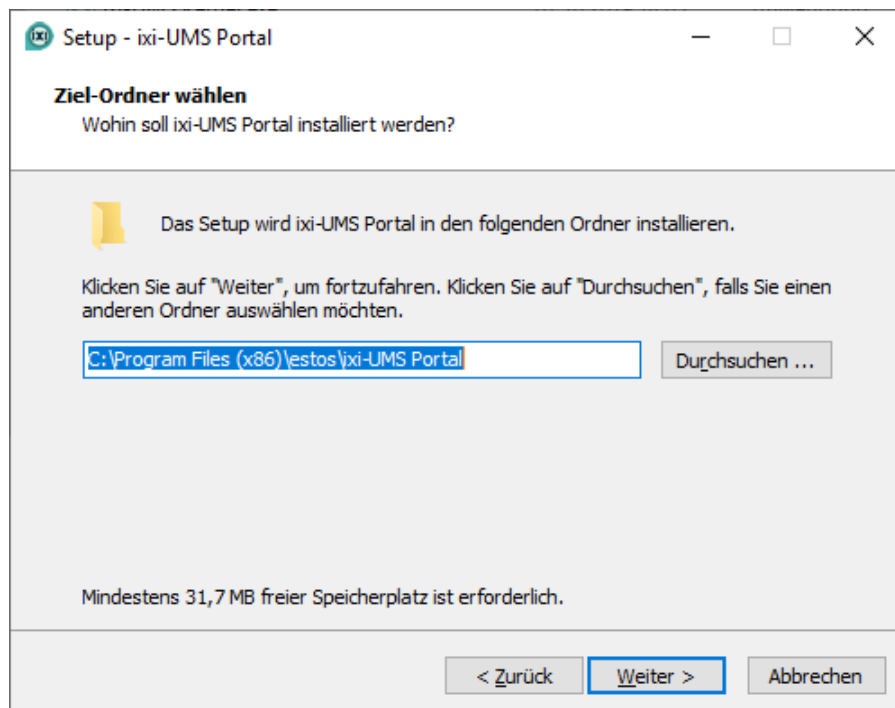 Setup - ixi-UMS Portal
Ziel-Ordner wählen
Wohin soll ixi-UMS Portal installiert werden?
Das Setup wird ixi-UMS Portal in den folgenden Ordner installieren.
Klicken Sie auf "Weiter", um fortzufahren. Klicken Sie auf "Durchsuchen", falls Sie einen
anderen Ordner auswählen möchten.
C:\Program Files (x86)\estos\ixi-UMS Portal
Durchsuchen ...
Mindestens 31,7 MB freier Speicherplatz ist erforderlich.
< Zurück
Weiter >
Abbrechen